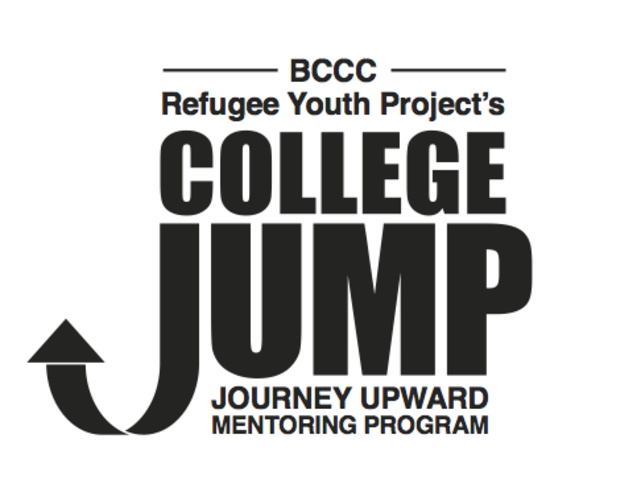 BCCC
Refugee Youth Project's
COLLEGE
JUMP
JOURNEY UPWARD
MENTORING PROGRAM